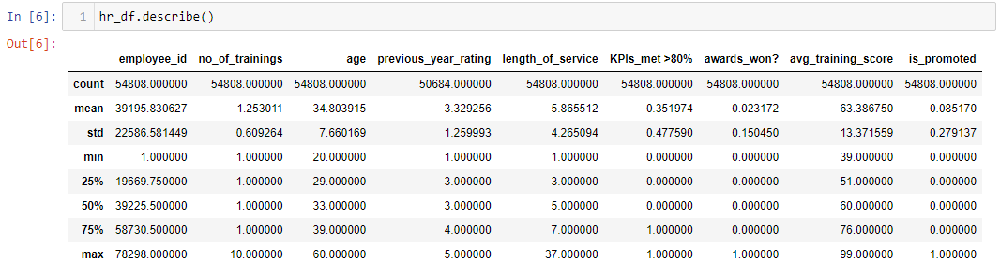 In [6]: 1 hr_df.describe()
Out[6]:
employee_id no_of_trainings age previous_year_rating length_of_service KPIs_met >80% awards_won? avg_training_score is_promoted
count 54808.000000 54808.000000 54808.000000 50684.000000 54808.000000 54808.000000 54808.000000 54808.000000 54808.000000
mean 39195.830627 1.253011 34.803915 3.329256 5.865512 0.351974 0.023172 63.386750 0.085170
std 22586.581449 0.609264 7.660169 1.259993 4.265094 0.477590 0.150450 13.371559 0.279137
min 1.000000 1.000000 20.000000 1.000000 1.000000 0.000000 0.000000 39.000000 0.000000
25% 19669.750000 1.000000 29.000000 3.000000 3.000000 0.000000 0.000000 51.000000 0.000000
50% 39225.500000 1.000000 33.000000 3.000000 5.000000 0.000000 0.000000 60.000000 0.000000
75% 58730.500000 1.000000 39.000000 4.000000 7.000000 1.000000 0.000000 76.000000 0.000000
max 78298.000000 10.000000 60.000000 5.000000 37.000000 1.000000 1.000000 99.000000 1.000000